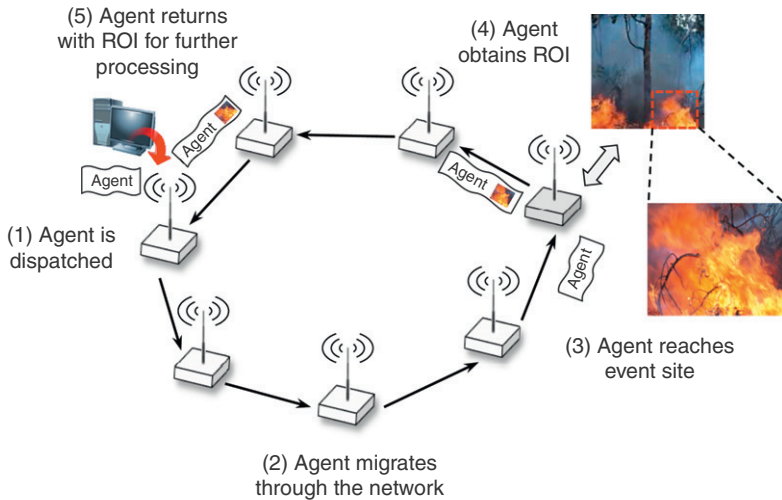 (5) Agent returns
with ROI for further
processing
(4) Agent
obtains ROI
Agent
Agent
Agent
Agent
(1) Agent is
dispatched
(3) Agent reaches
event site
(2) Agent migrates
through the network